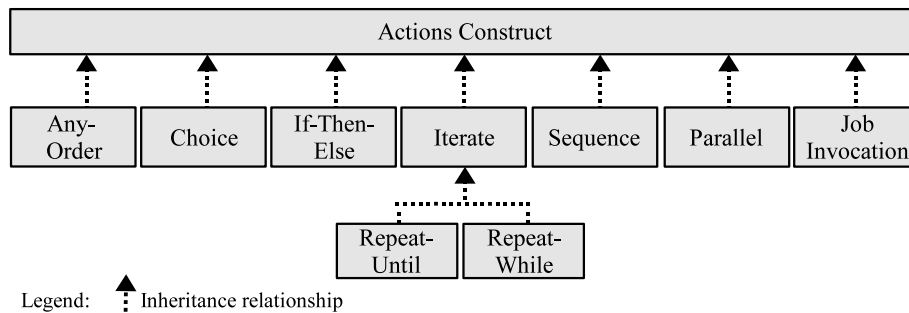 Actions Construct
Any-
Order
Choice
If-Then-
Else
Iterate
Sequence
Parallel
Job
Invocation
Repeat-
Until
Repeat-
While
Legend: Inheritance relationship